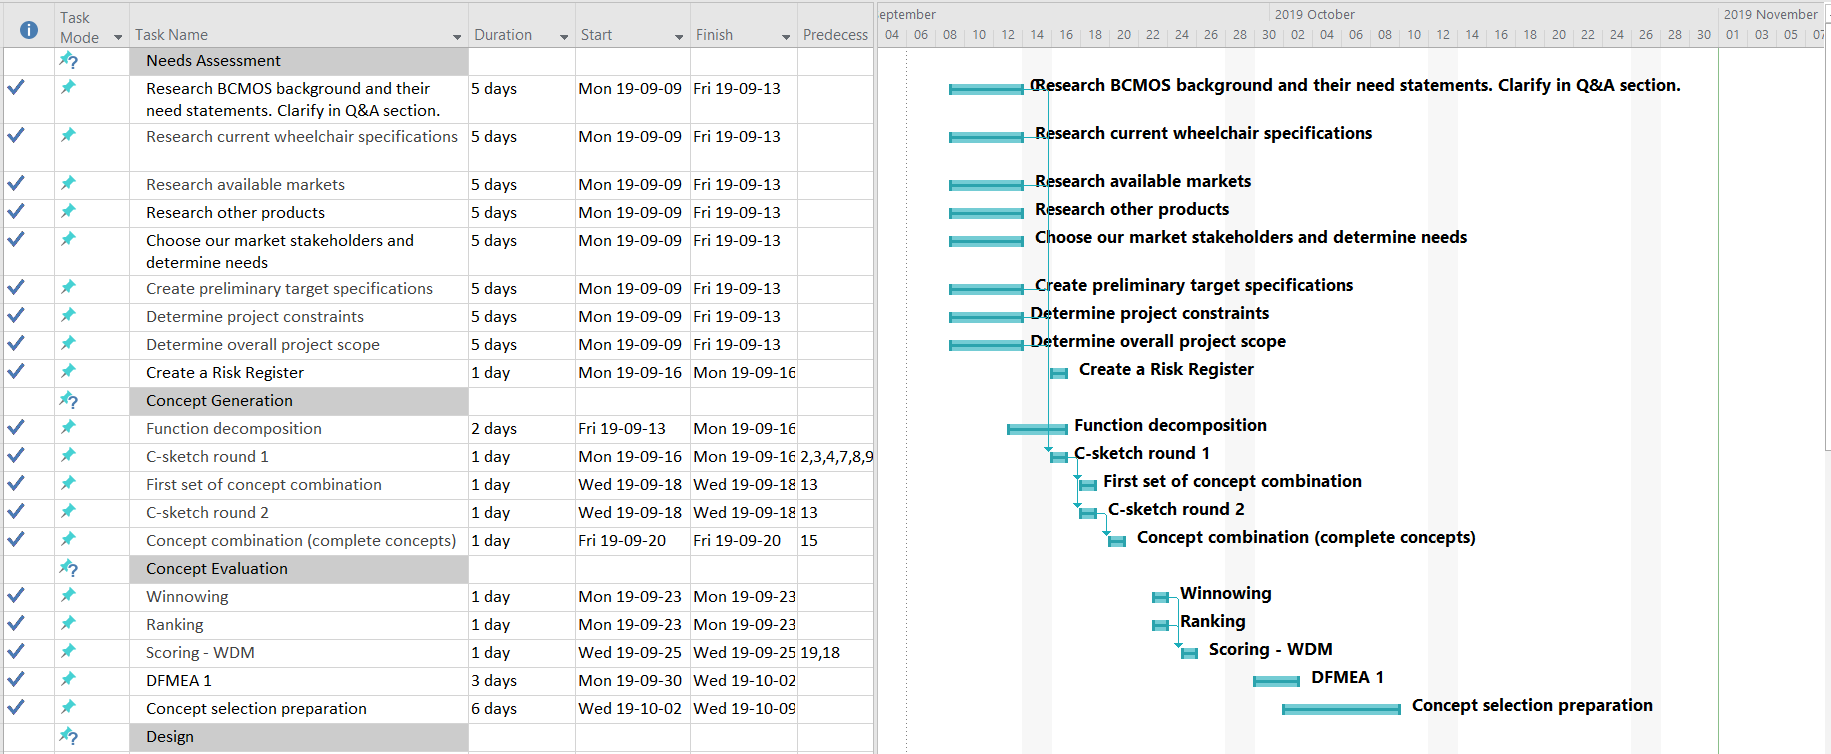 eptember 2019 October 2019 November
Task Mode Task Name Duration Start Finish Predecess 04 06 08 10 12 14 16 18 20 22 24 26 28 30 02 04 06 08 10 12 14 16 18 20 22 24 26 28 30 01 03 05 07
Needs Assessment
Research BCMOS background and their 5 days Mon 19-09-09 Fri 19-09-13 Research BCMOS background and their need statements. Clarify in Q&A section.
need statements. Clarify in Q&A section.
Research current wheelchair specifications 5 days Mon 19-09-09 Fri 19-09-13 Research current wheelchair specifications
Research available markets 5 days Mon 19-09-09 Fri 19-09-13 Research available markets
Research other products 5 days Mon 19-09-09 Fri 19-09-13 Research other products
Choose our market stakeholders and 5 days Mon 19-09-09 Fri 19-09-13 Choose our market stakeholders and determine needs
determine needs
Create preliminary target specifications 5 days Mon 19-09-09 Fri 19-09-13 Create preliminary target specifications
Determine project constraints 5 days Mon 19-09-09 Fri 19-09-13 Determine project constraints
Determine overall project scope 5 days Mon 19-09-09 Fri 19-09-13 Determine overall project scope
Create a Risk Register 1 day Mon 19-09-16 Mon 19-09-16 Create a Risk Register
Concept Generation
Function decomposition 2 days Fri 19-09-13 Mon 19-09-16 Function decomposition
C-sketch round 1 1 day Mon 19-09-16 Mon 19-09-16 2,3,4,7,8,9 C-sketch round 1
First set of concept combination 1 day Wed 19-09-18 Wed 19-09-18 13 First set of concept combination
C-sketch round 2 1 day Wed 19-09-18 Wed 19-09-18 13 C-sketch round 2
Concept combination (complete concepts) 1 day Fri 19-09-20 Fri 19-09-20 15 Concept combination (complete concepts)
Concept Evaluation
Winnowing 1 day Mon 19-09-23 Mon 19-09-23 Winnowing
Ranking 1 day Mon 19-09-23 Mon 19-09-23 Ranking
Scoring - WDM 1 day Wed 19-09-25 Wed 19-09-25 19,18 Scoring - WDM
DFMEA 1 3 days Mon 19-09-30 Wed 19-10-02 DFMEA 1
Concept selection preparation 6 days Wed 19-10-02 Wed 19-10-09 Concept selection preparation
Design